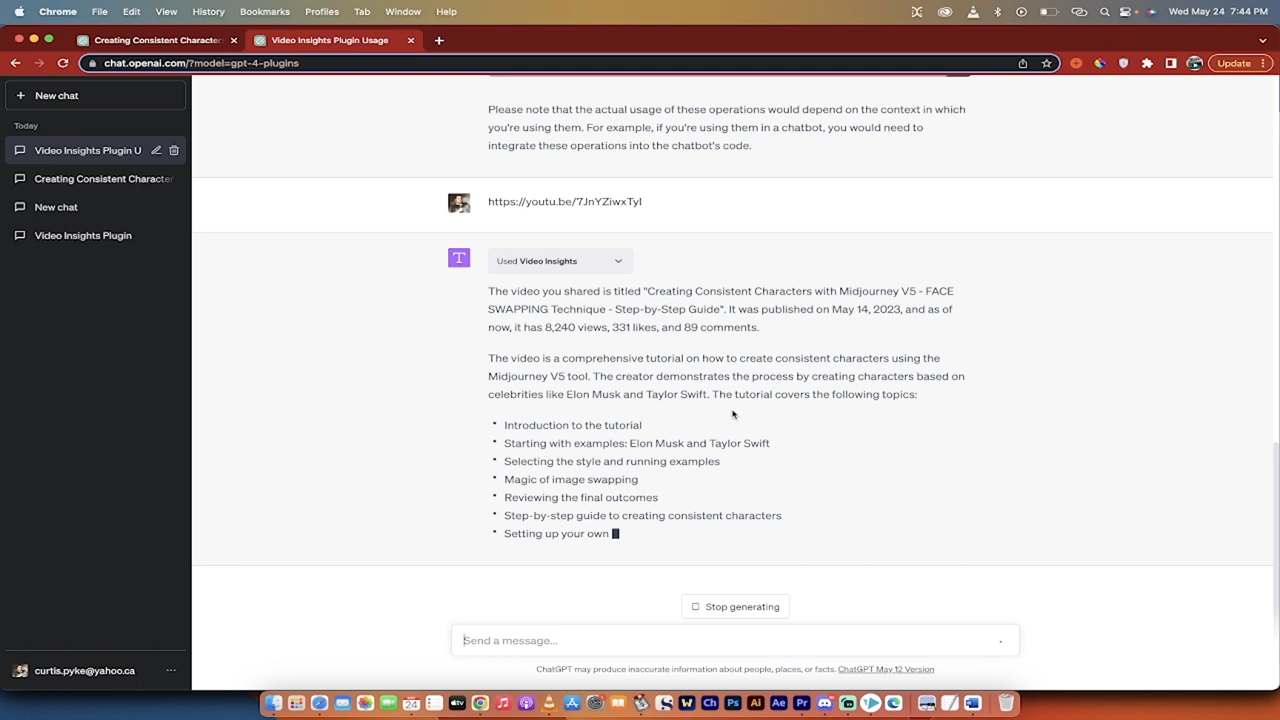 Chrome File Edit View History Bookmarks Profiles Tab Window Help Wed May 24 7:44 PM
Creating Consistent Character Video Insights Plugin Usage
chat.openai.com/?model=gpt-4-plugins Update
New chat
Today
Video Insights Plugin U
Creating Consistent Character
New chat
Video Insights Plugin
curtis.pyke@yahoo.ca
Please note that the actual usage of these operations would depend on the context in which
you're using them. For example, if you're using them in a chatbot, you would need to
integrate these operations into the chatbot's code.
https://youtu.be/7JnYZiwxTyI
T
Used Video Insights
The video you shared is titled "Creating Consistent Characters with Midjourney V5 - FACE
SWAPPING Technique - Step-by-Step Guide". It was published on May 14, 2023, and as of
now, it has 8,240 views, 331 likes, and 89 comments.
The video is a comprehensive tutorial on how to create consistent characters using the
Midjourney V5 tool. The creator demonstrates the process by creating characters based on
celebrities like Elon Musk and Taylor Swift. The tutorial covers the following topics:
• Introduction to the tutorial
• Starting with examples: Elon Musk and Taylor Swift
• Selecting the style and running examples
• Magic of image swapping
• Reviewing the final outcomes
• Step-by-step guide to creating consistent characters
• Setting up your own
Stop generating
Send a message...
ChatGPT may produce inaccurate information about people, places, or facts. ChatGPT May 12 Version
24 tv S W Ch Ps Ai Ae Pr